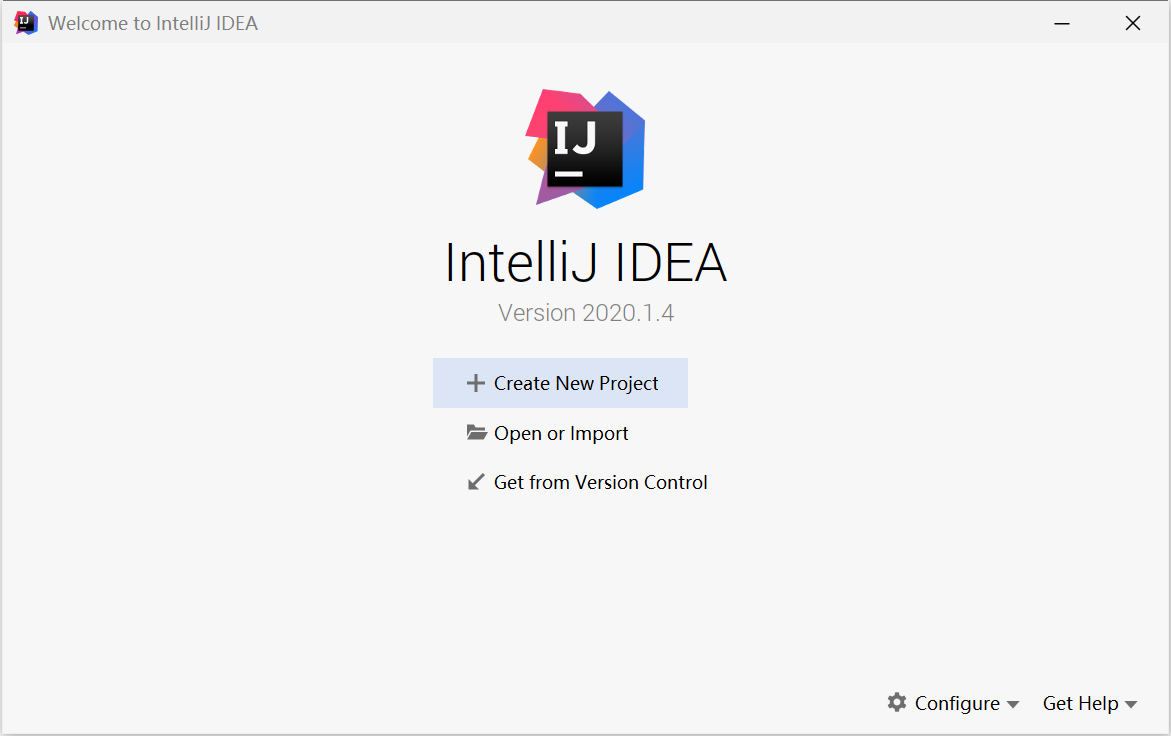 Welcome to IntelliJ IDEA
IJ
IntelliJ IDEA
Version 2020.1.4
Create New Project
Open or Import
Get from Version Control
Configure
Get Help